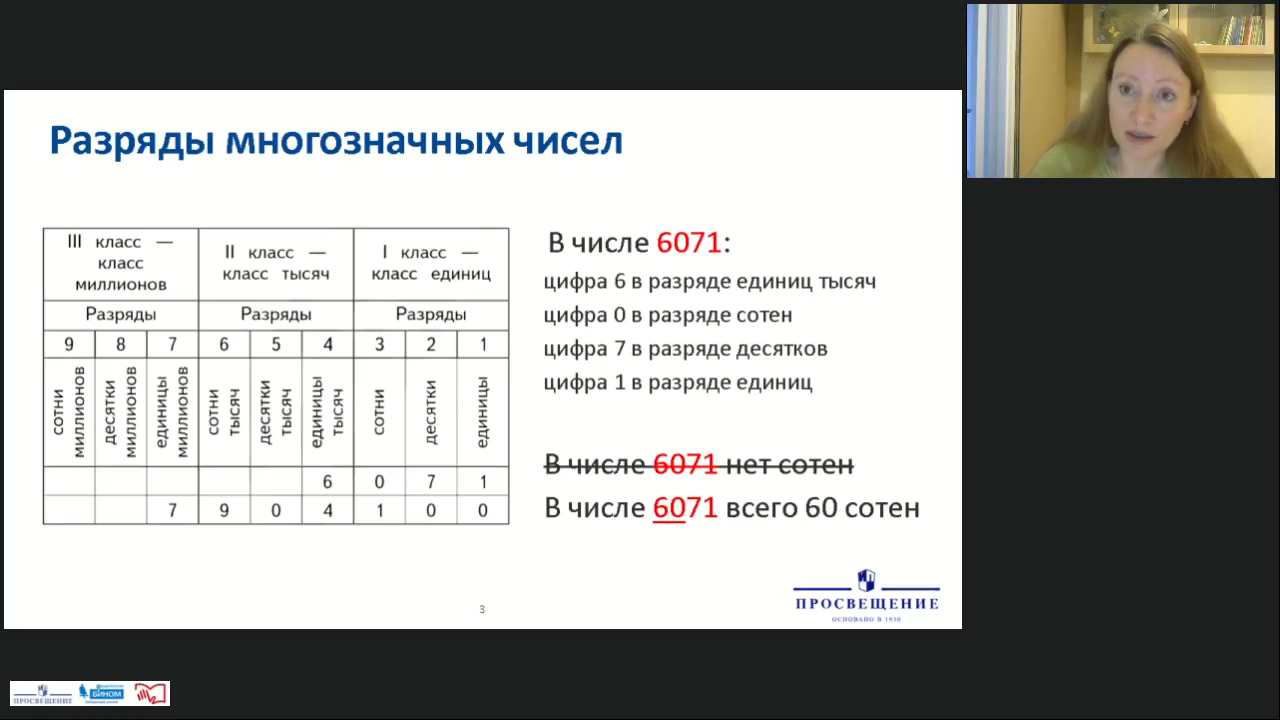 Разряды многозначных чисел
III класс —
класс
миллионов
II класс —
класс тысяч
I класс —
класс единиц
Разряды
Разряды
Разряды
9 8 7 6 5 4 3 2 1
сотни
миллионов
десятки
миллионов
единицы
миллионов
сотни
тысяч
десятки
тысяч
единицы
тысяч
сотни
десятки
единицы
6 0 7 1
7 9 0 4 1 0 0
В числе 6071:
цифра 6 в разряде единиц тысяч
цифра 0 в разряде сотен
цифра 7 в разряде десятков
цифра 1 в разряде единиц
В числе 6071 нет сотен
В числе 6071 всего 60 сотен
ПРОСВЕЩЕНИЕ
ОСНОВАНО В 1930
3
ПРОСВЕЩЕНИЕ
БИНОМ